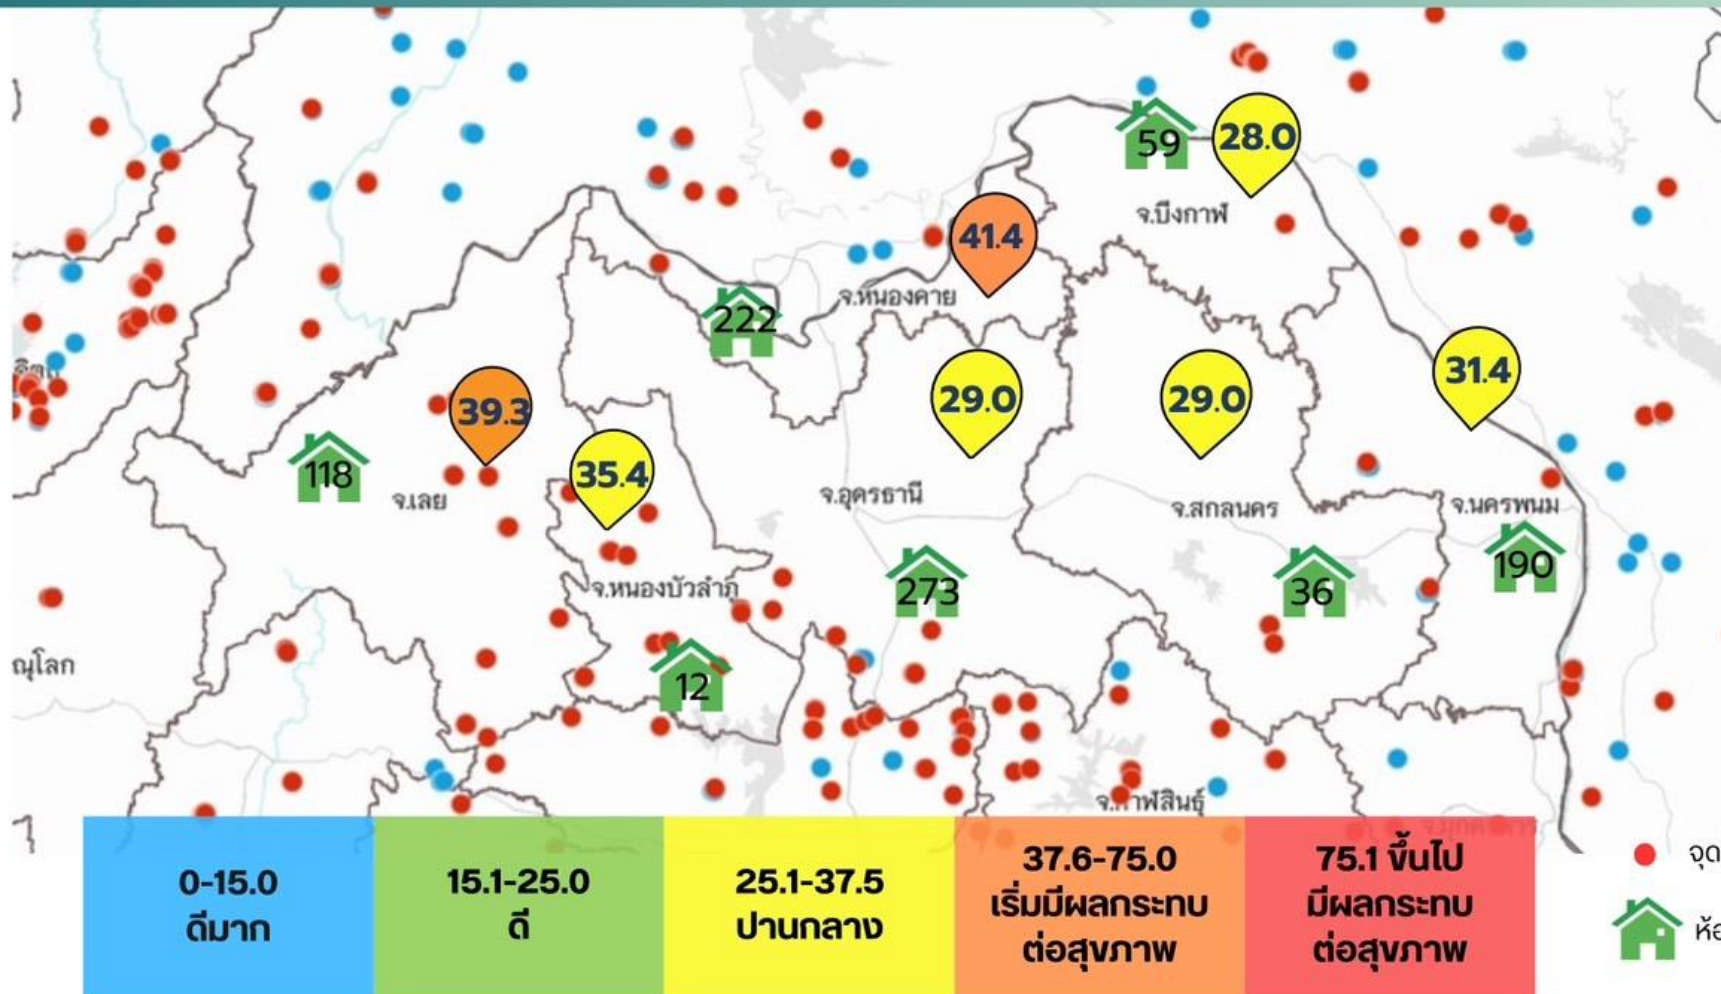 59
28.0
จ.บึงกาฬ
41.4
จ.หนองคาย
222
31.4
39.3
29.0
29.0
118
35.4
จ.เลย
จ.อุดรธานี
จ.สกลนคร
จ.นครพนม
190
273
36
จ.หนองบัวลำภู
ณุโลก
12
0-15.0
ดีมาก
15.1-25.0
ดี
25.1-37.5
ปานกลาง
37.6-75.0
เริ่มมีผลกระทบ
ต่อสุขภาพ
75.1 ขึ้นไป
มีผลกระทบ
ต่อสุขภาพ
จุด